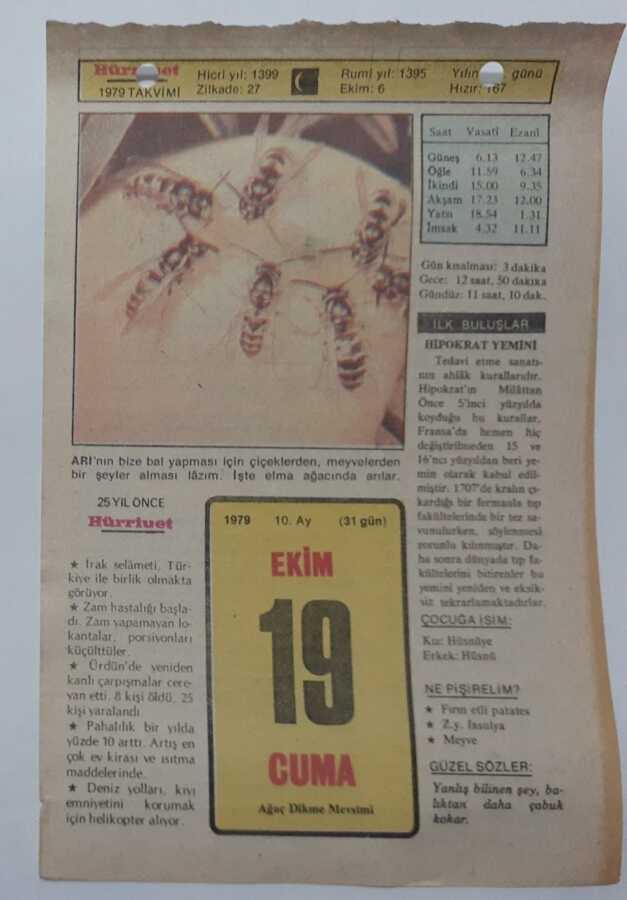 Hürriyet
1979 TAKVİMİ
Hicri yıl: 1399
Zilkade: 27
Rumi yıl: 1395
Ekim: 6
günü
Hızır: 167
Saat Vasatî Ezanî
Güneş 6.13 12.47
Öğle 11.59 6.34
İkindi 15.00 9.35
Akşam 17.23 12.00
Yatsı 18.54 1.31
İmsak 4.32 11.11
Gün kısalması: 3 dakika
Gece: 12 saat, 50 dakika
Gündüz: 11 saat, 10 dak.
ARI'nın bize bal yapması için çiçeklerden, meyvelerden
bir şeyler alması lâzım. İşte elma ağacında arılar.
İLK BULUŞLAR
HİPOKRAT YEMİNİ
Tedavi etme sanatı-
nın ahlâk kurallarıdır.
Hipokrat'ın Milâttan
Önce 5'inci yüzyılda
koyduğu bu kurallar,
Fransa'da hemen hiç
değiştirilmeden 15 ve
16'ncı yüzyıldan beri ye-
min olarak kabul edil-
miştir. 1707'de kralın çı-
kardığı bir fermanla tıp
fakültelerinde bir tez sa-
vunulurken, söylenmesi
zorunlu kılınmıştır. Da-
ha sonra dünyada tıp fa-
kültelerini bitirenler bu
yemini yeniden ve eksik-
siz tekrarlamaktadırlar.
ÇOCUĞA İSİM:
Kız: Hüsnüye
Erkek: Hüsnü
NE PİŞİRELİM?
★ Fırın etli patates
★ Z.y. fasulya
★ Meyve
GÜZEL SÖZLER:
Yanlış bilinen şey, ba-
lıktan daha çabuk
kokar.
25 YIL ÖNCE
Hürriyet
★ Irak selâmeti, Tür-
kiye ile birlik olmakta
görüyor.
★ Zam hastalığı başla-
dı. Zam yapamayan lo-
kantalar, porsiyonları
küçülttüler.
★ Ürdün'de yeniden
kanlı çarpışmalar cere-
yan etti. 8 kişi öldü, 25
kişi yaralandı.
★ Pahalılık bir yılda
yüzde 10 arttı. Artış en
çok ev kirası ve ısıtma
maddelerinde.
★ Deniz yolları, kıyı
emniyetini korumak
için helikopter alıyor.
1979 10. Ay (31 gün)
EKİM
19
CUMA
Ağaç Dikme Mevsimi